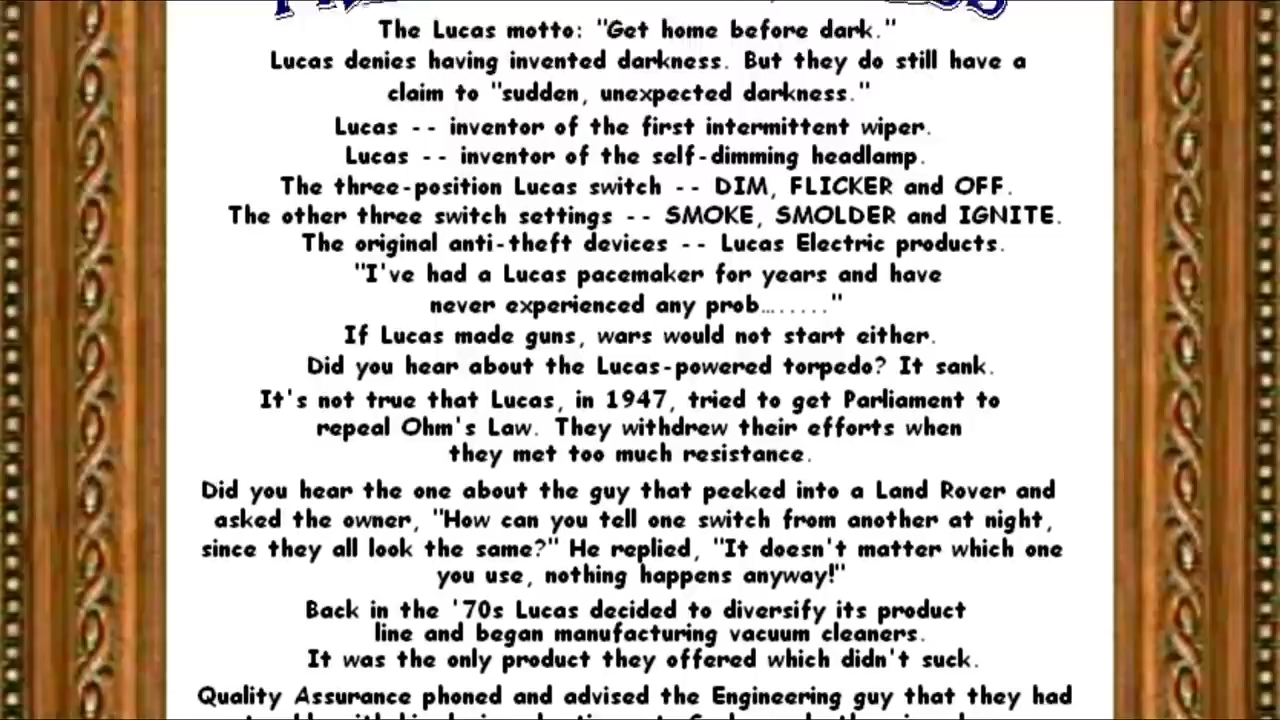 The Lucas motto: "Get home before dark."
Lucas denies having invented darkness. But they do still have a
claim to "sudden, unexpected darkness."
Lucas -- inventor of the first intermittent wiper.
Lucas -- inventor of the self-dimming headlamp.
The three-position Lucas switch -- DIM, FLICKER and OFF.
The other three switch settings -- SMOKE, SMOLDER and IGNITE.
The original anti-theft devices -- Lucas Electric products.
"I've had a Lucas pacemaker for years and have
never experienced any prob…....."
If Lucas made guns, wars would not start either.
Did you hear about the Lucas-powered torpedo? It sank.
It's not true that Lucas, in 1947, tried to get Parliament to
repeal Ohm's Law. They withdrew their efforts when
they met too much resistance.
Did you hear the one about the guy that peeked into a Land Rover and
asked the owner, "How can you tell one switch from another at night,
since they all look the same?" He replied, "It doesn't matter which one
you use, nothing happens anyway!"
Back in the '70s Lucas decided to diversify its product
line and began manufacturing vacuum cleaners.
It was the only product they offered which didn't suck.
Quality Assurance phoned and advised the Engineering guy that they had